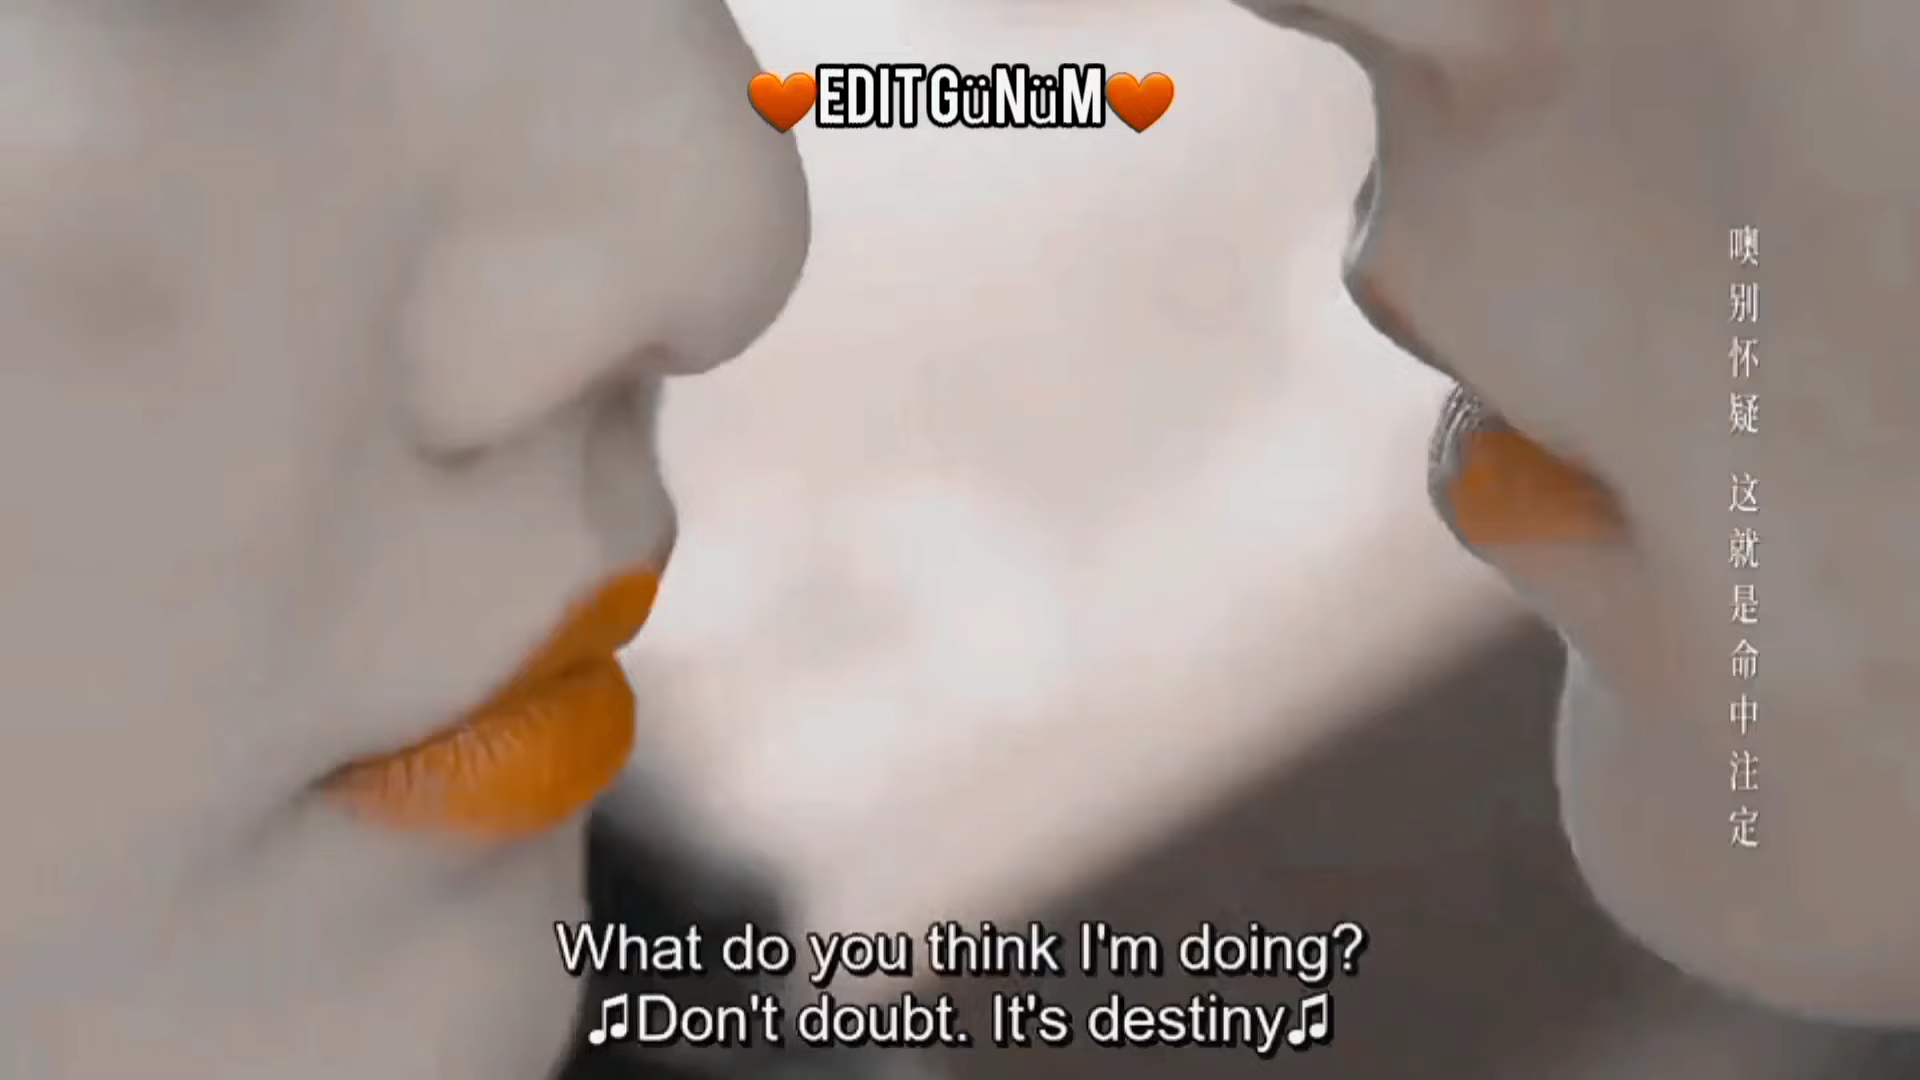 🧡EDITGüNüM🧡
噢别怀疑 这就是命中注定
What do you think I'm doing?
♫Don't doubt. It's destiny♫